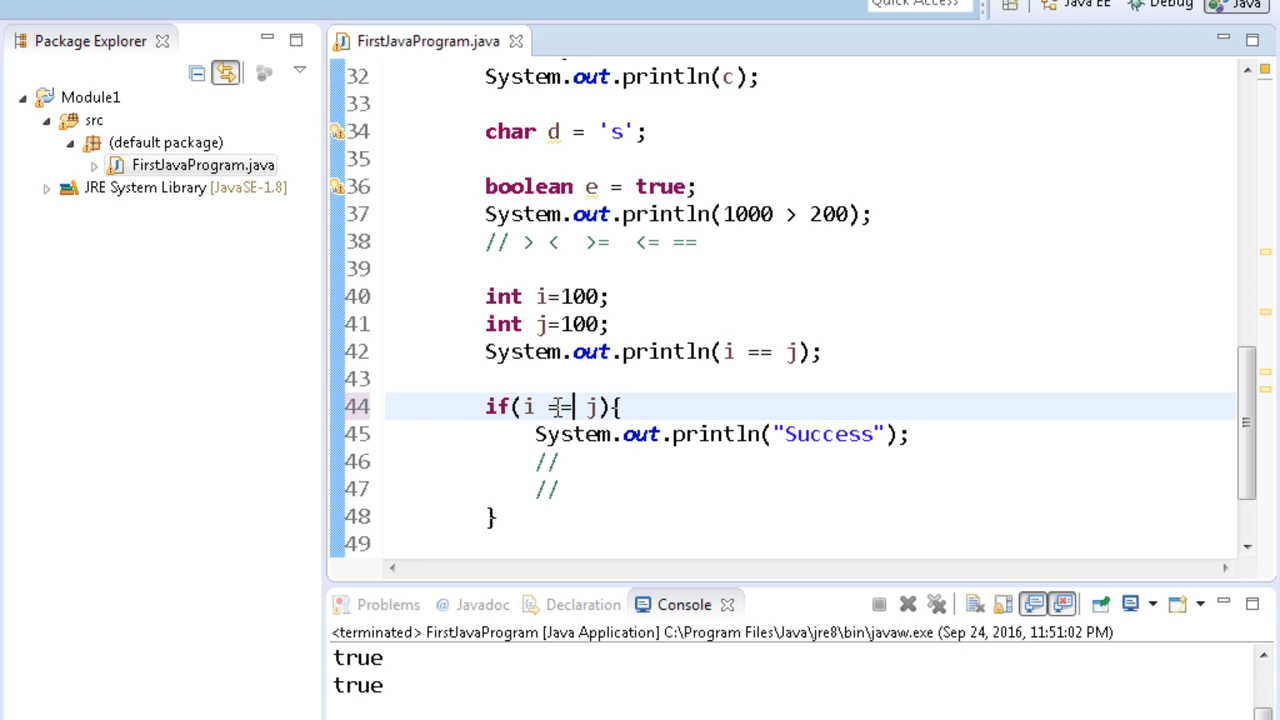 Quick Access
Java EE
Debug
Java
Package Explorer
Module1
src
(default package)
FirstJavaProgram.java
JRE System Library [JavaSE-1.8]
FirstJavaProgram.java
32 System.out.println(c);
33
34 char d = 's';
35
36 boolean e = true;
37 System.out.println(1000 > 200);
38 // > < >= <= ==
39
40 int i=100;
41 int j=100;
42 System.out.println(i == j);
43
44 if(i == j){
45 System.out.println("Success");
46 //
47 //
48 }
49
Problems @ Javadoc Declaration Console
<terminated> FirstJavaProgram [Java Application] C:\Program Files\Java\jre8\bin\javaw.exe (Sep 24, 2016, 11:51:02 PM)
true
true